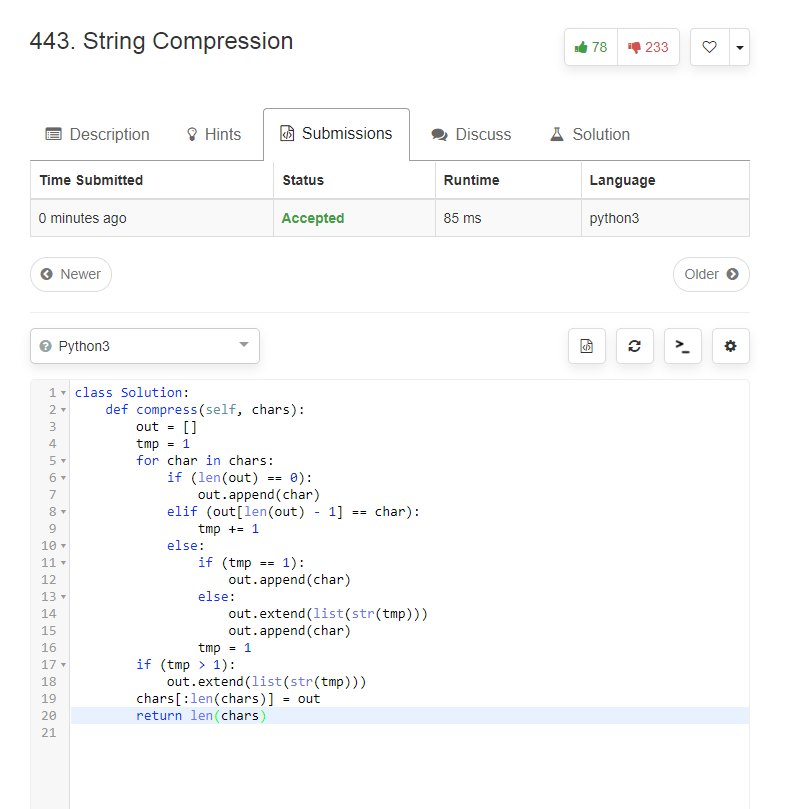 443. String Compression
78 233
Description Hints Submissions Discuss Solution
Time Submitted Status Runtime Language
0 minutes ago Accepted 85 ms python3
Newer Older
Python3
1 class Solution:
2     def compress(self, chars):
3         out = []
4         tmp = 1
5         for char in chars:
6             if (len(out) == 0):
7                 out.append(char)
8             elif (out[len(out) - 1] == char):
9                 tmp += 1
10             else:
11                 if (tmp == 1):
12                     out.append(char)
13                 else:
14                     out.extend(list(str(tmp)))
15                     out.append(char)
16                 tmp = 1
17         if (tmp > 1):
18             out.extend(list(str(tmp)))
19         chars[:len(chars)] = out
20         return len(chars)
21